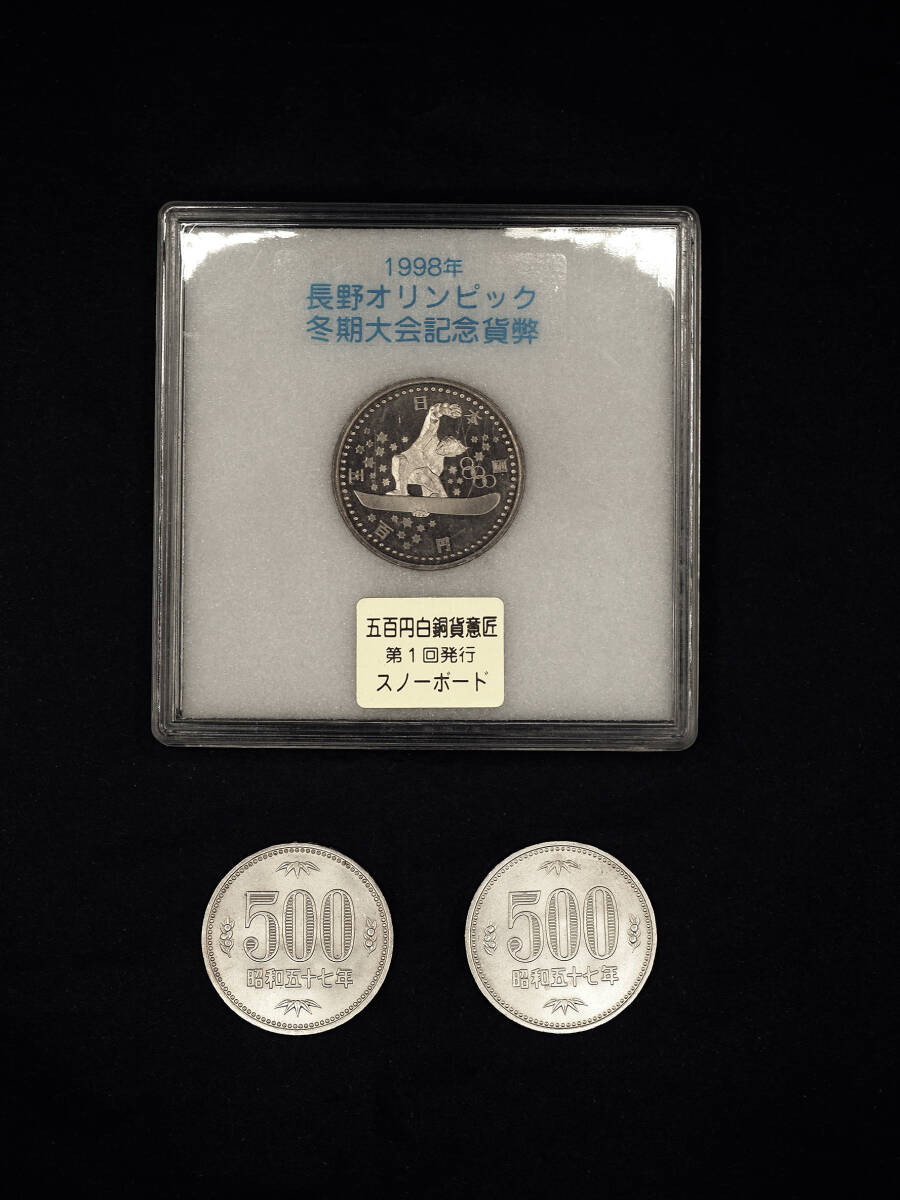 1998年
長野オリンピック
冬期大会記念貨幣
日本国
五百円
五百円白銅貨意匠
第1回発行
スノーボード
500
昭和五十七年
500
昭和五十七年